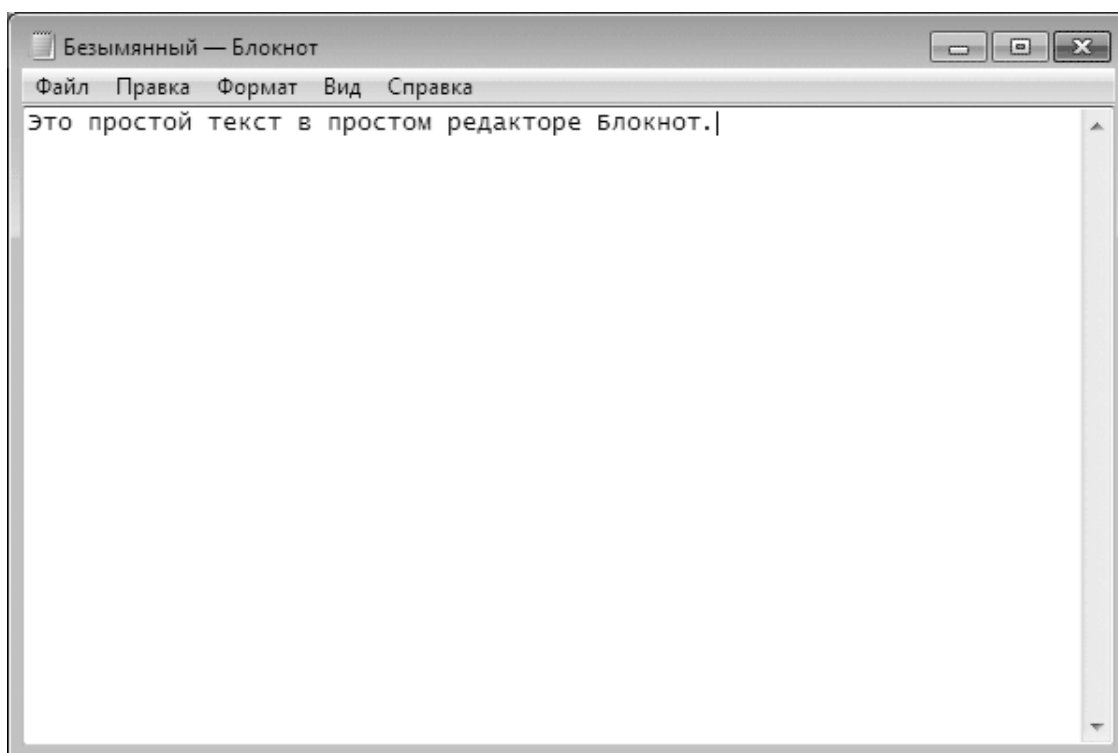 Безымянный — Блокнот
Файл Правка Формат Вид Справка
Это простой текст в простом редакторе Блокнот.